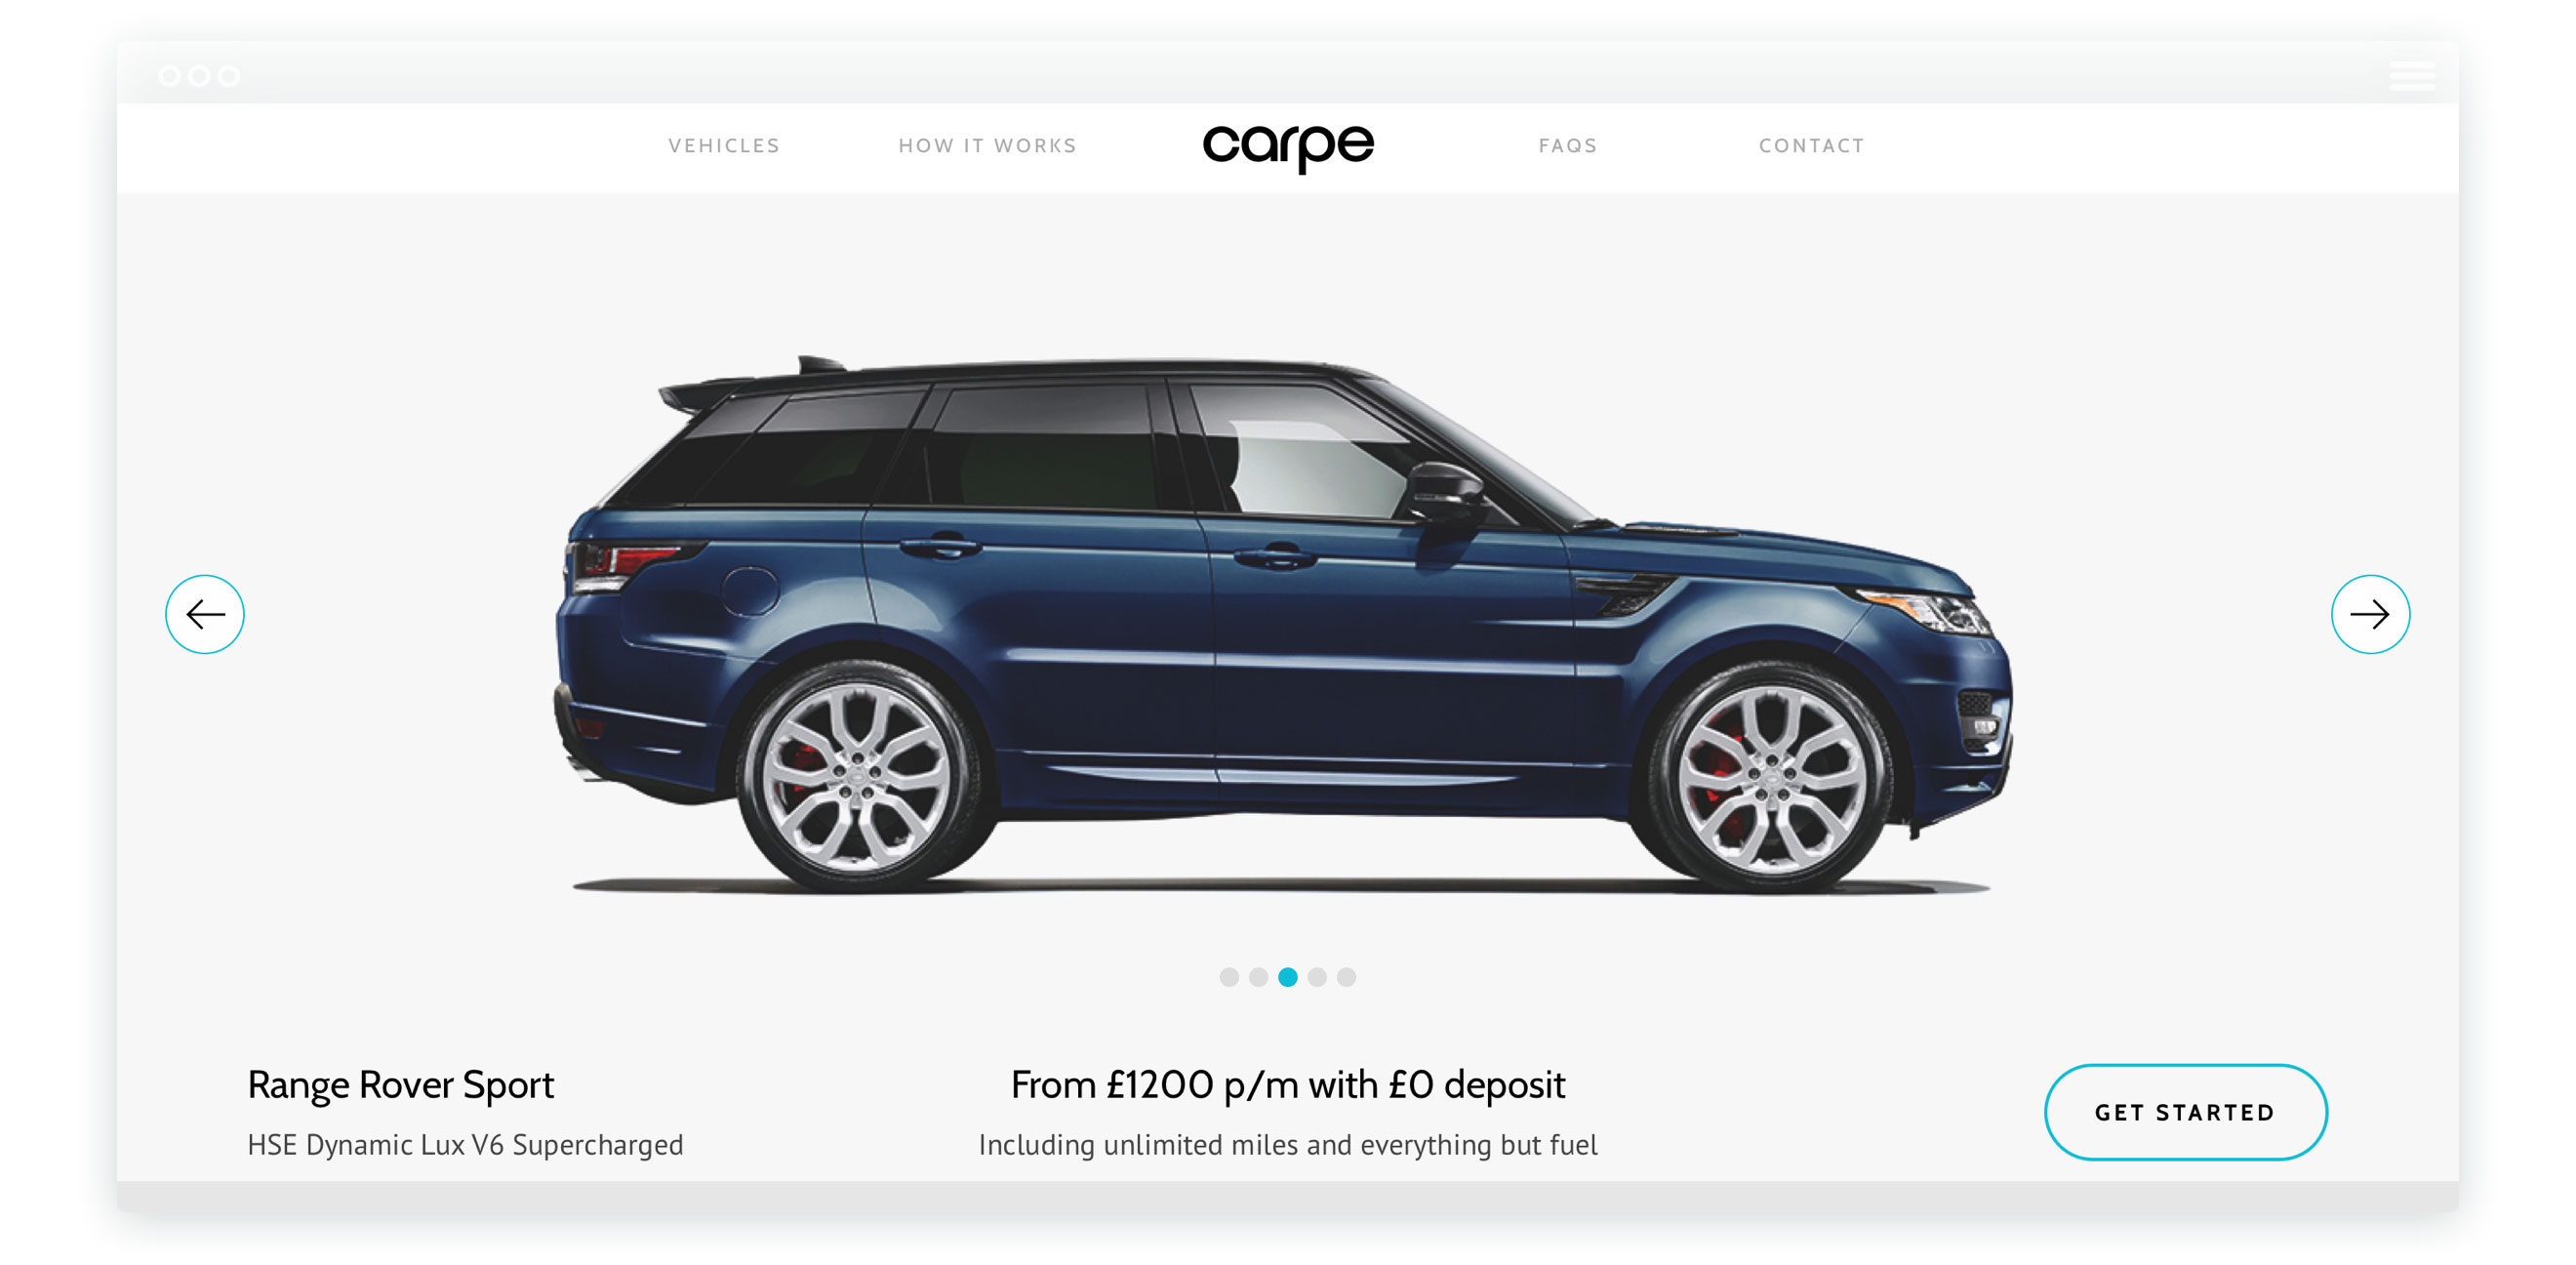 VEHICLES
HOW IT WORKS
carpe
FAQS
CONTACT
Range Rover Sport
HSE Dynamic Lux V6 Supercharged
From £1200 p/m with £0 deposit
Including unlimited miles and everything but fuel
GET STARTED